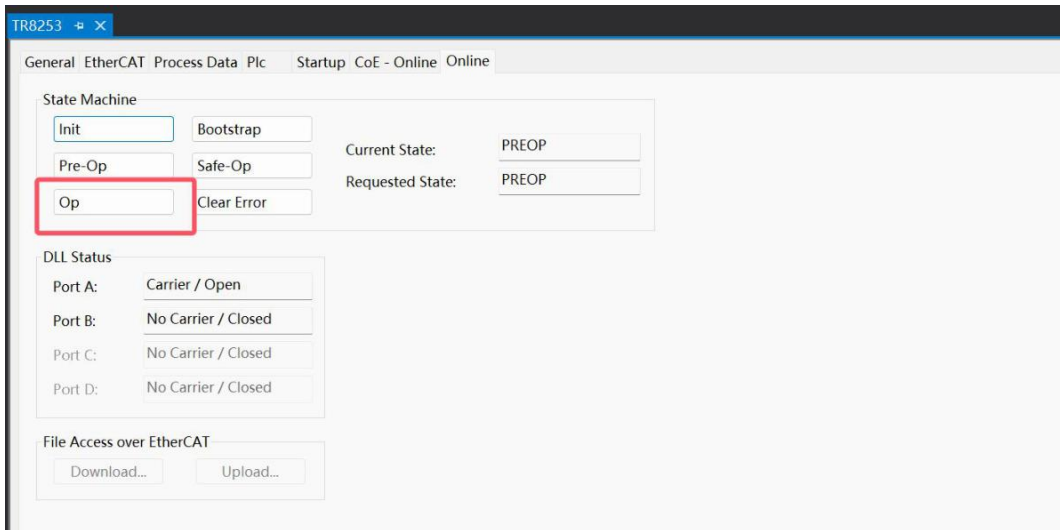 TR8253
General EtherCAT Process Data Plc Startup CoE - Online Online
State Machine
Init Bootstrap
Pre-Op Safe-Op
Op Clear Error
Current State: PREOP
Requested State: PREOP
DLL Status
Port A: Carrier / Open
Port B: No Carrier / Closed
Port C: No Carrier / Closed
Port D: No Carrier / Closed
File Access over EtherCAT
Download... Upload...